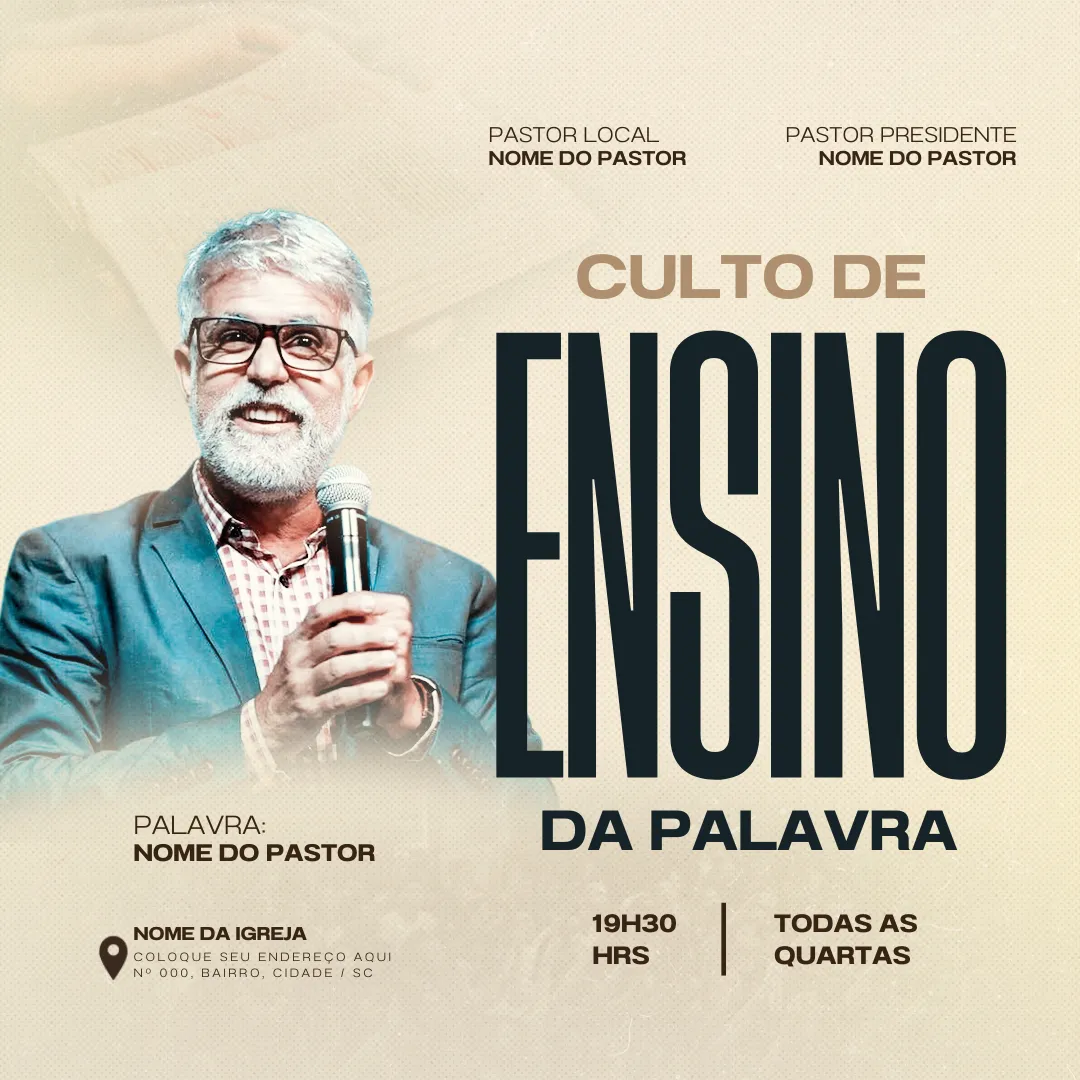 PASTOR LOCAL
NOME DO PASTOR
PASTOR PRESIDENTE
NOME DO PASTOR
CULTO DE
ENSINO
DA PALAVRA
PALAVRA:
NOME DO PASTOR
NOME DA IGREJA
COLOQUE SEU ENDEREÇO AQUI
Nº 000, BAIRRO, CIDADE / SC
19H30
HRS
TODAS AS
QUARTAS